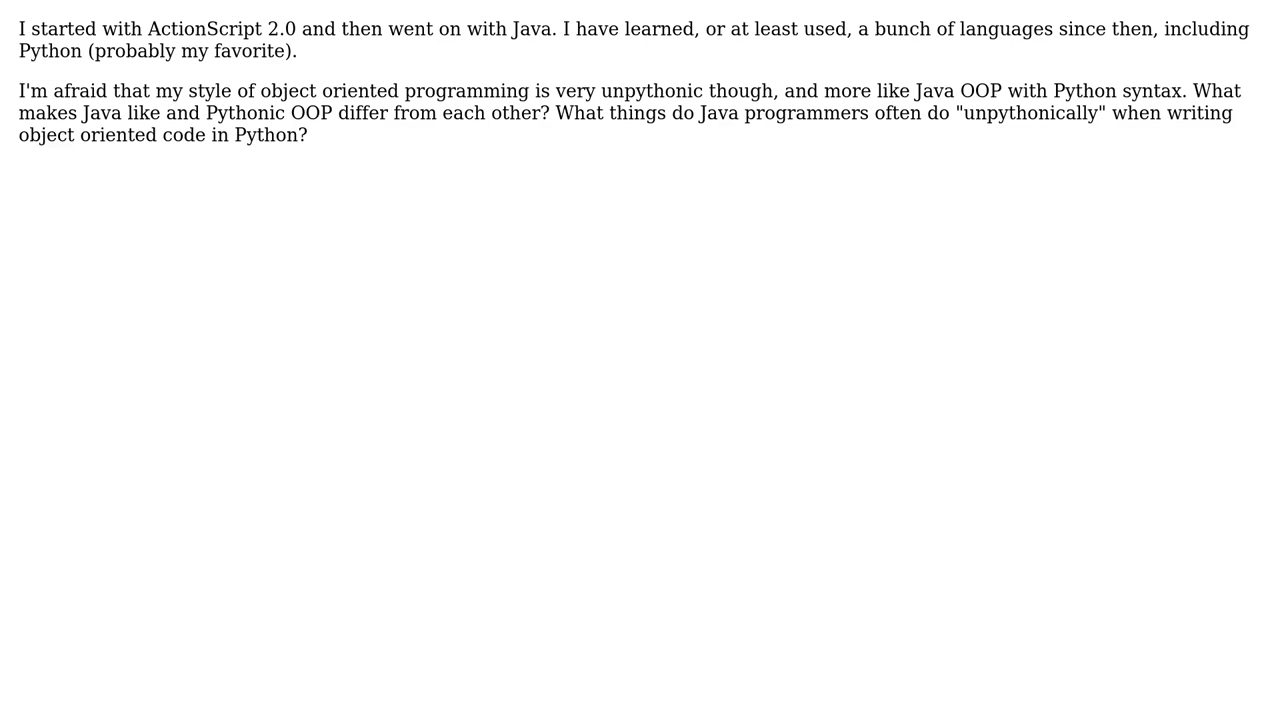 I started with ActionScript 2.0 and then went on with Java. I have learned, or at least used, a bunch of languages since then, including
Python (probably my favorite).
I'm afraid that my style of object oriented programming is very unpythonic though, and more like Java OOP with Python syntax. What
makes Java like and Pythonic OOP differ from each other? What things do Java programmers often do "unpythonically" when writing
object oriented code in Python?